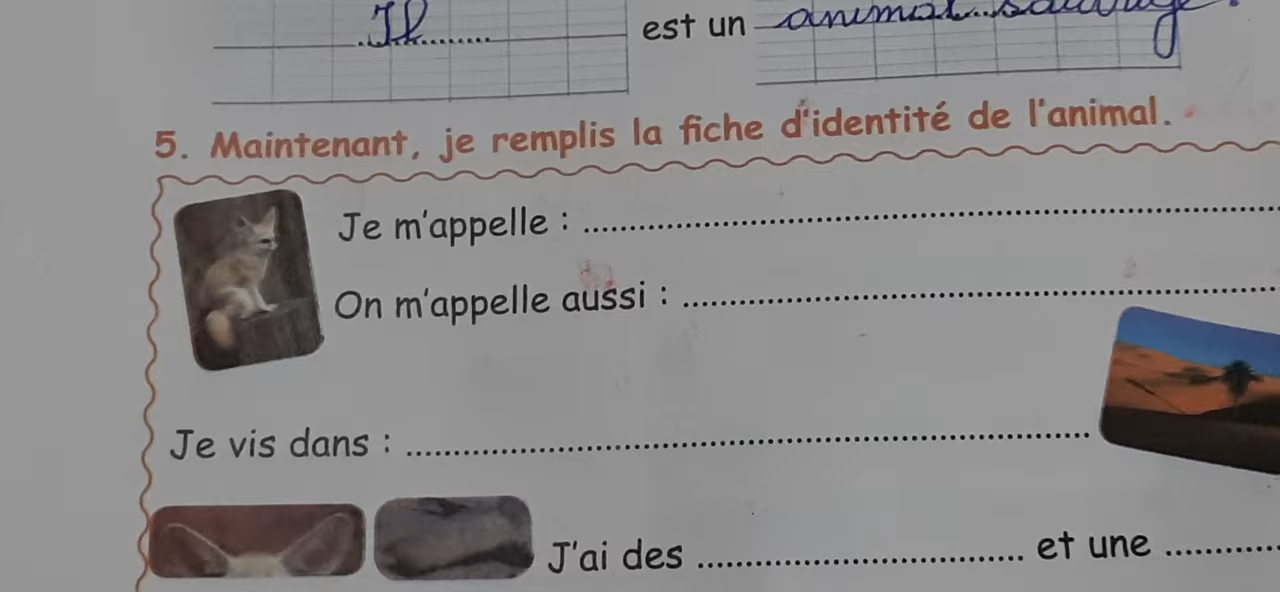 Il est un animal sauvage.
5. Maintenant, je remplis la fiche d'identité de l'animal.
Je m'appelle :
On m'appelle aussi :
Je vis dans :
J'ai des et une